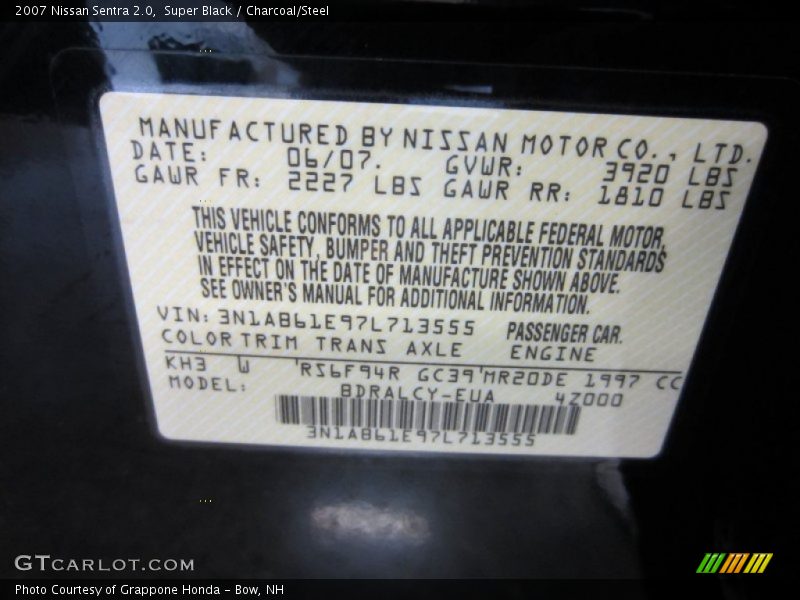 2007 Nissan Sentra 2.0,  Super Black / Charcoal/Steel
MANUFACTURED BY NISSAN MOTOR CO., LTD.
DATE: 06/07. GVWR: 3920 LBS
GAWR FR: 2227 LBS GAWR RR: 1810 LBS
THIS VEHICLE CONFORMS TO ALL APPLICABLE FEDERAL MOTOR,
VEHICLE SAFETY, BUMPER AND THEFT PREVENTION STANDARDS
IN EFFECT ON THE DATE OF MANUFACTURE SHOWN ABOVE.
SEE OWNER'S MANUAL FOR ADDITIONAL INFORMATION.
VIN: 3N1AB61E97L713555 PASSENGER CAR.
COLOR TRIM TRANS AXLE ENGINE
KH3 W RS6F94R GC39 MR20DE 1997 CC
MODEL: BDRALCY-EUA 4Z000
3N1AB61E97L713555
GTCARLOT.COM
Photo Courtesy of Grappone Honda - Bow, NH